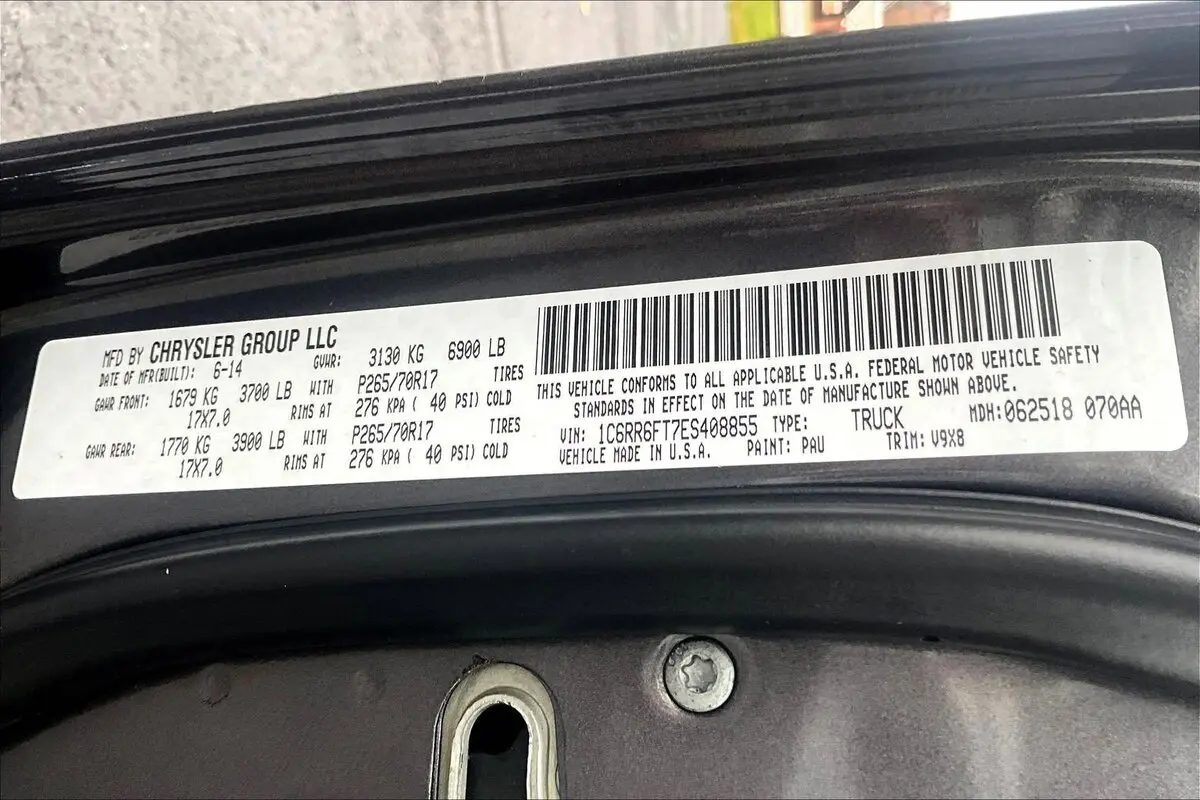 MFD BY CHRYSLER GROUP LLC
DATE OF MFR(BUILT): 6-14 GVWR: 3130 KG 6900 LB
GAWR FRONT: 1679 KG 3700 LB WITH P265/70R17 TIRES
17X7.0 RIMS AT 276 KPA ( 40 PSI) COLD
GAWR REAR: 1770 KG 3900 LB WITH P265/70R17 TIRES
17X7.0 RIMS AT 276 KPA ( 40 PSI) COLD
THIS VEHICLE CONFORMS TO ALL APPLICABLE U.S.A. FEDERAL MOTOR VEHICLE SAFETY
STANDARDS IN EFFECT ON THE DATE OF MANUFACTURE SHOWN ABOVE.
VIN: 1C6RR6FT7ES408855 TYPE: TRUCK MDH:062518 070AA
VEHICLE MADE IN U.S.A. PAINT: PAU TRIM: V9X8